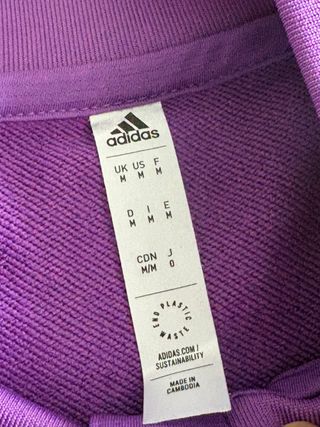 adidas
UK US F
M M M
D I E
M M M
CDN J
M/M O
END PLASTIC WASTE
ADIDAS.COM/
SUSTAINABILITY
MADE IN
CAMBODIA